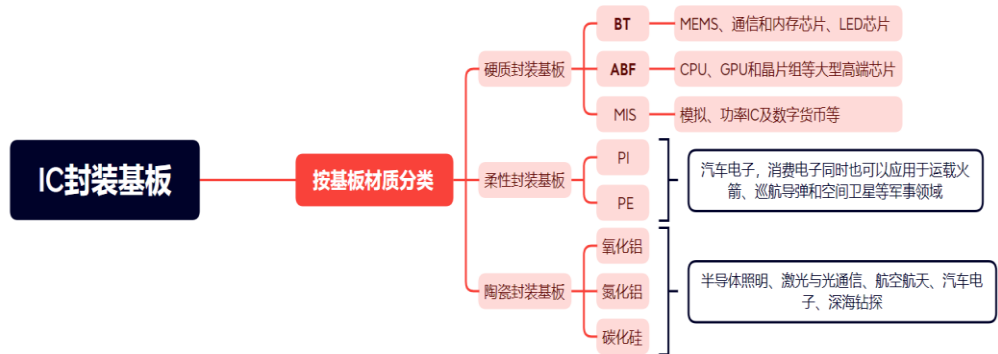 IC封装基板
按基板材质分类
硬质封装基板
BT
MEMS、通信和内存芯片、LED芯片
ABF
CPU、GPU和晶片组等大型高端芯片
MIS
模拟、功率IC及数字货币等
柔性封装基板
PI
PE
汽车电子，消费电子同时也可以应用于运载火
箭、巡航导弹和空间卫星等军事领域
陶瓷封装基板
氧化铝
氮化铝
碳化硅
半导体照明、激光与光通信、航空航天、汽车电
子、深海钻探